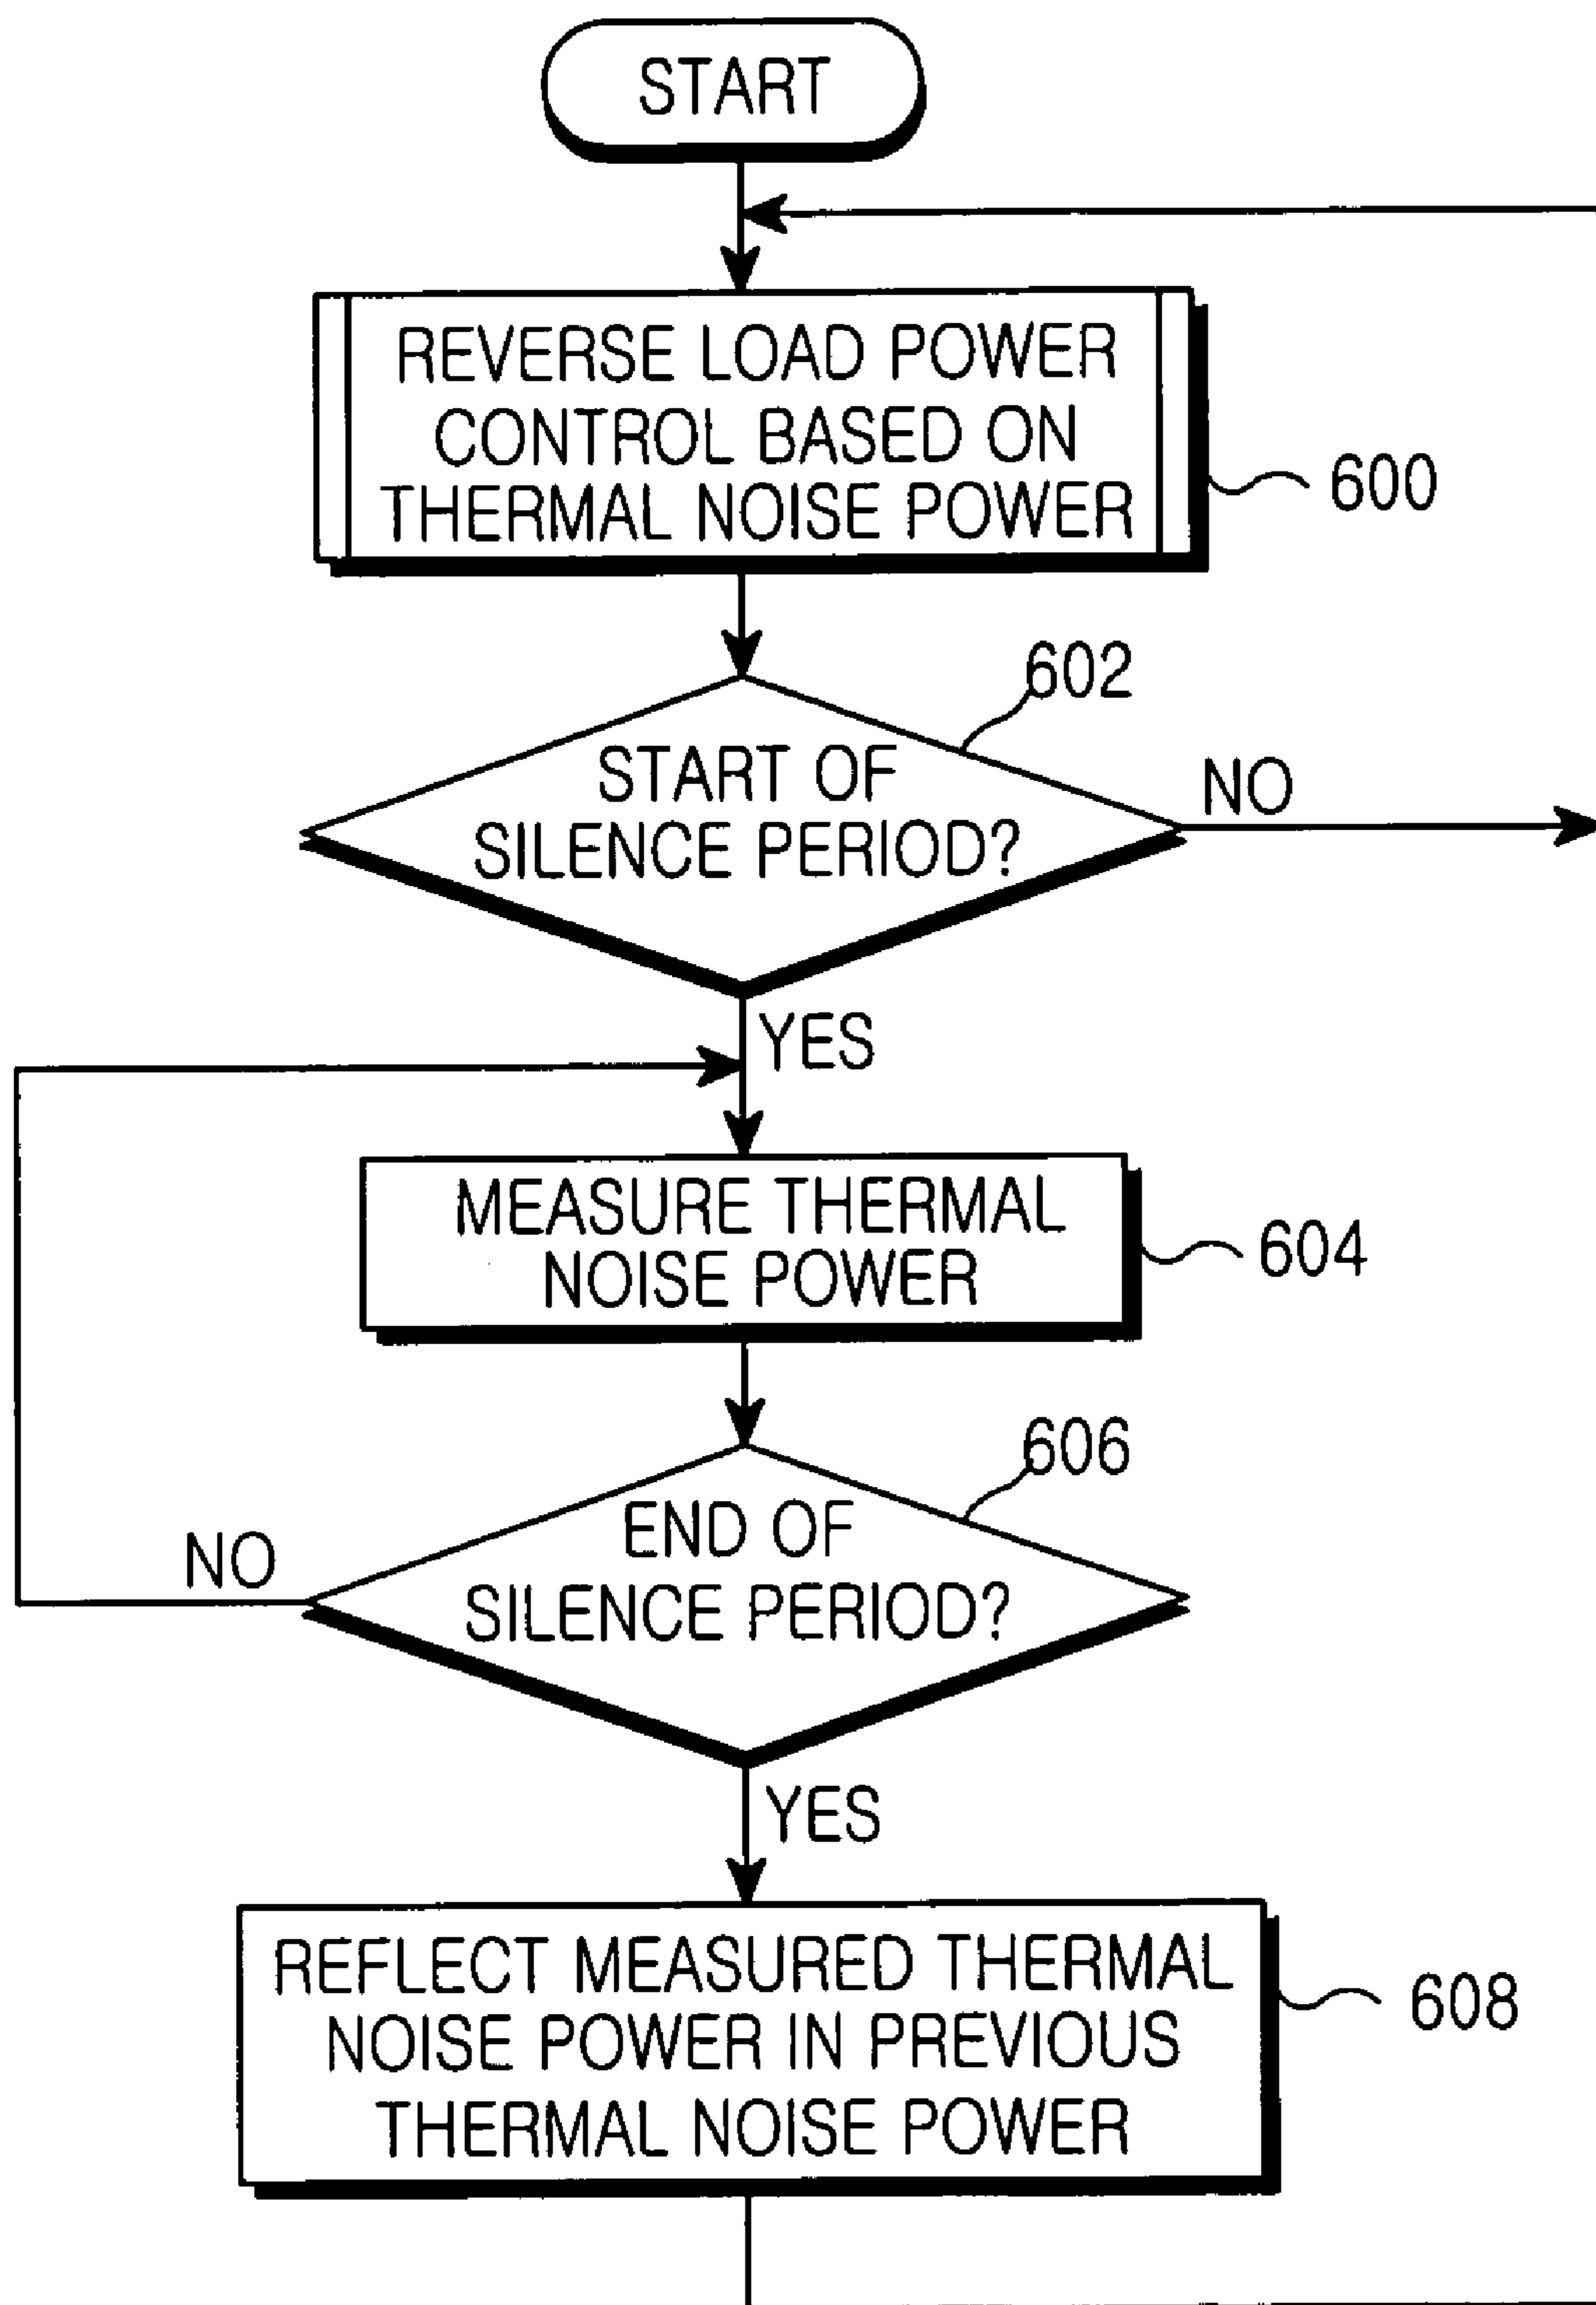 START
REVERSE LOAD POWER
CONTROL BASED ON
THERMAL NOISE POWER
600
602
START OF
SILENCE PERIOD?
NO
YES
MEASURE THERMAL
NOISE POWER
604
606
END OF
SILENCE PERIOD?
NO
YES
REFLECT MEASURED THERMAL
NOISE POWER IN PREVIOUS
THERMAL NOISE POWER
608